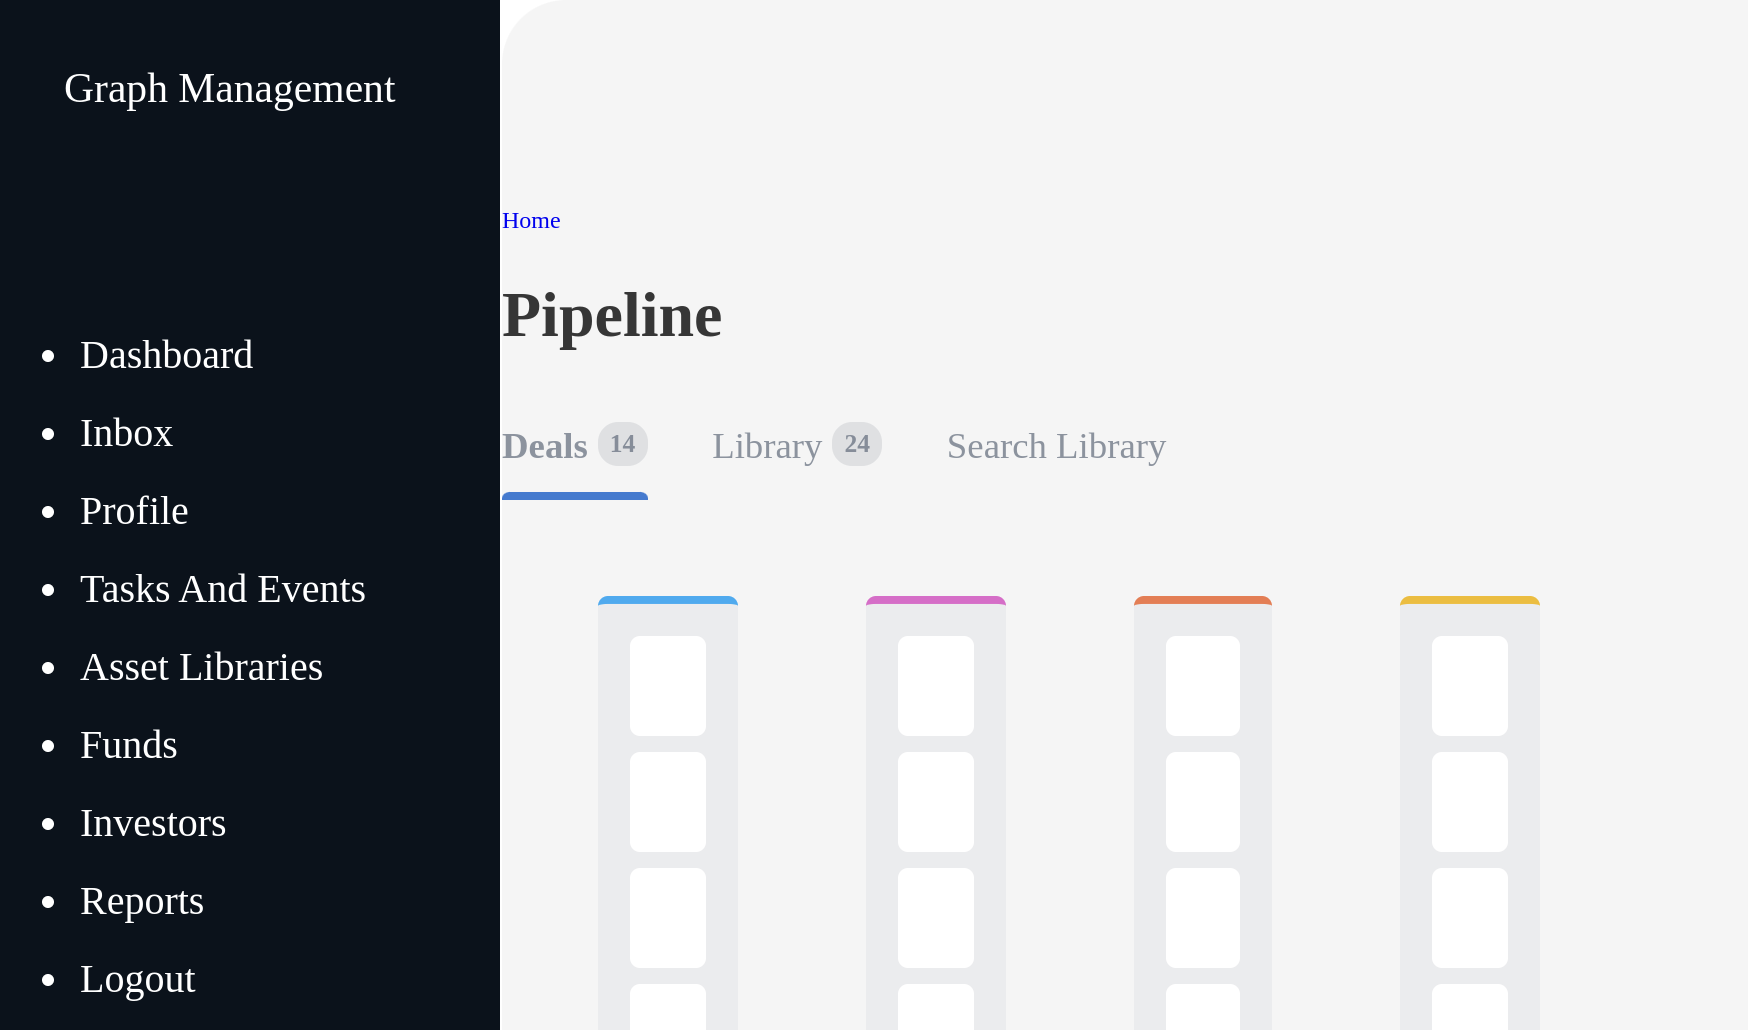 Graph Management
Dashboard
Inbox
Profile
Tasks And Events
Asset Libraries
Funds
Investors
Reports
Logout
Home
Pipeline
Deals 14 Library 24 Search Library